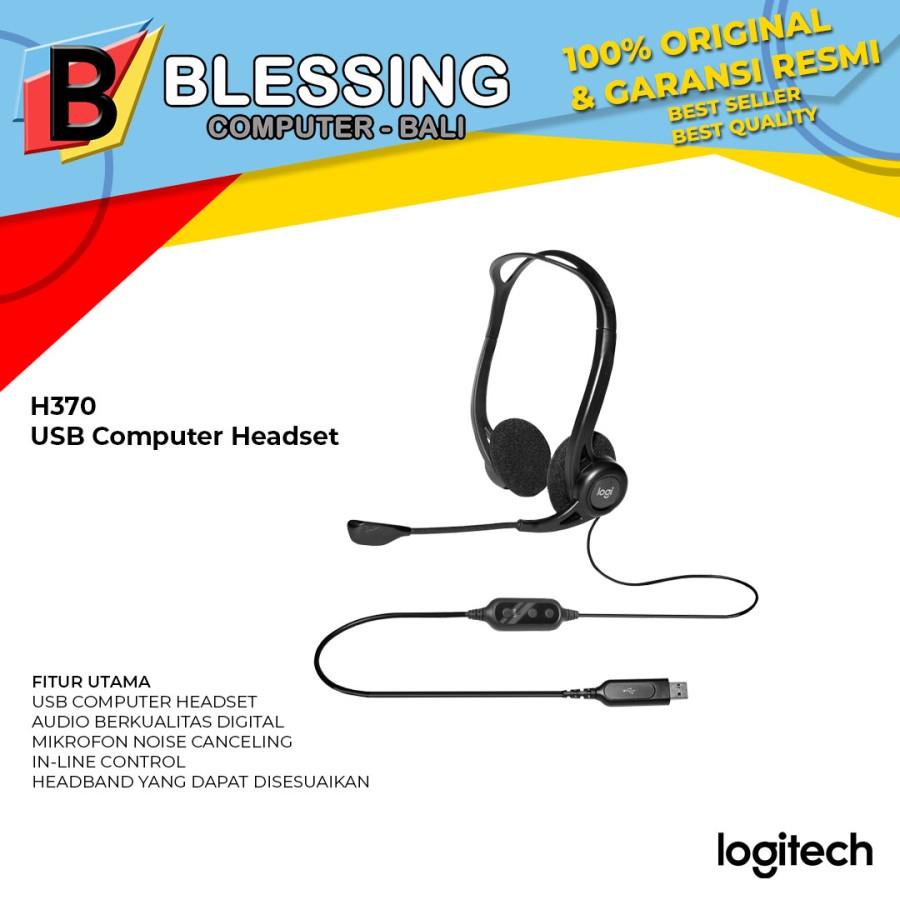 B
BLESSING
COMPUTER - BALI
100% ORIGINAL
& GARANSI RESMI
BEST SELLER
BEST QUALITY
H370
USB Computer Headset
logi
FITUR UTAMA
USB COMPUTER HEADSET
AUDIO BERKUALITAS DIGITAL
MIKROFON NOISE CANCELING
IN-LINE CONTROL
HEADBAND YANG DAPAT DISESUAIKAN
logitech